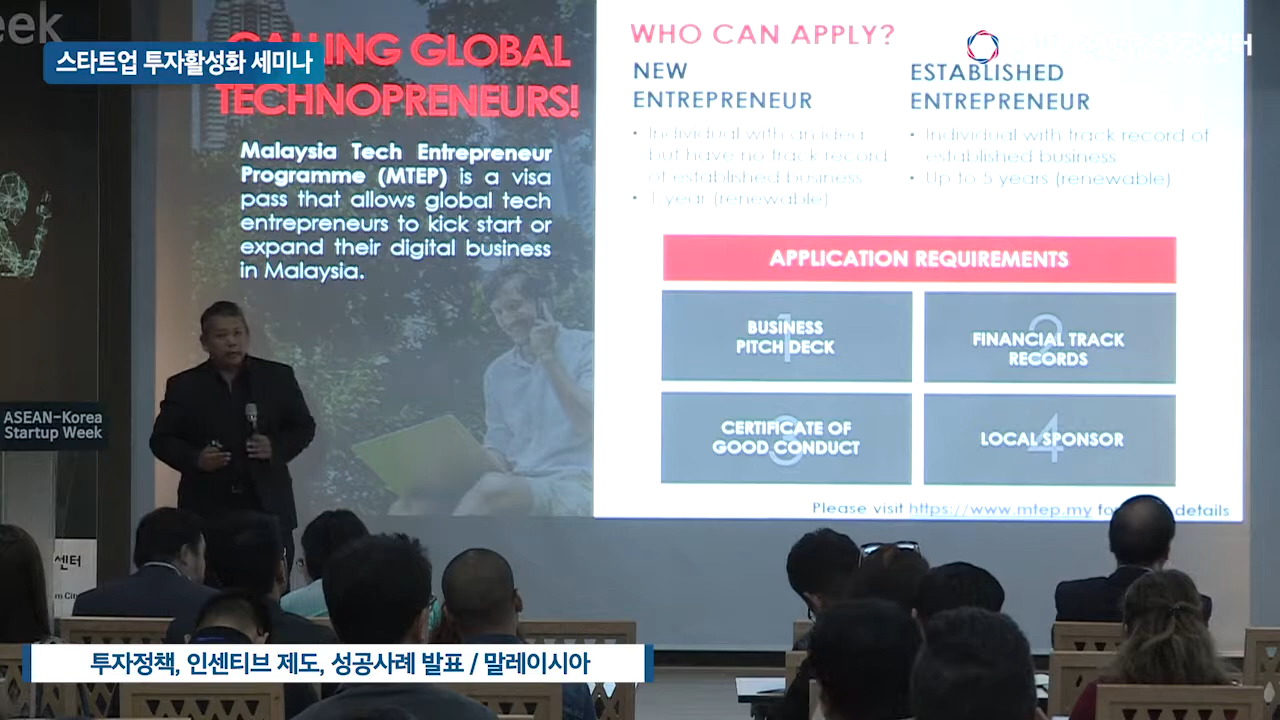 eek
스타트업 투자활성화 세미나
CALLING GLOBAL
TECHNOPRENEURS!
Malaysia Tech Entrepreneur
Programme (MTEP) is a visa
pass that allows global tech
entrepreneurs to kick start or
expand their digital business
in Malaysia.
WHO CAN APPLY?
NEW
ENTREPRENEUR
• Individual with an idea
but have no track record
of established business
• 1 year (renewable)
ESTABLISHED
ENTREPRENEUR
• Individual with track record of
established business
• Up to 5 years (renewable)
APPLICATION REQUIREMENTS
1
BUSINESS
PITCH DECK
2
FINANCIAL TRACK
RECORDS
3
CERTIFICATE OF
GOOD CONDUCT
4
LOCAL SPONSOR
Please visit https://www.mtep.my details
ASEAN-Korea
Startup Week
센터
투자정책, 인센티브 제도, 성공사례 발표 / 말레이시아